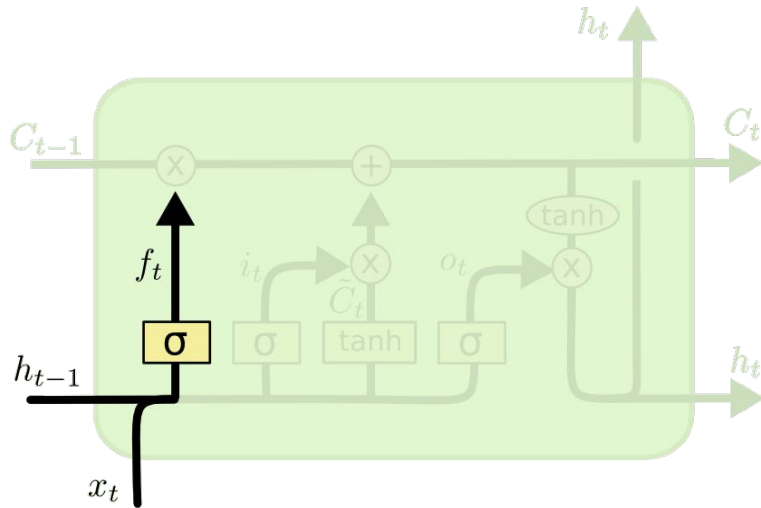 h_t
C_{t-1}
C_t
x
+
tanh
f_t
i_t
x
o_t
x
C̃_t
σ
σ
tanh
σ
h_{t-1}
h_t
x_t